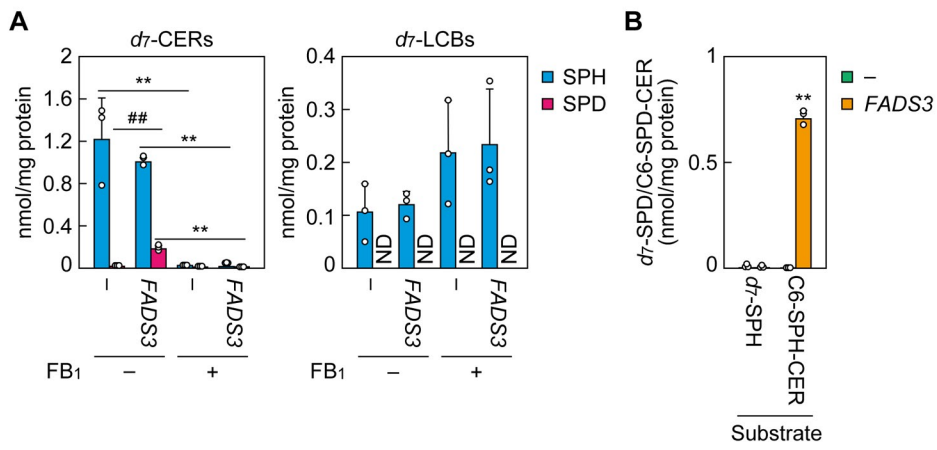 A
d7-CERs
nmol/mg protein
2
1.6
1.2
0.8
0.4
0
**
##
**
**
–
FADS3
–
FADS3
FB1
–
+
d7-LCBs
nmol/mg protein
0.4
0.3
0.2
0.1
0
ND
ND
ND
ND
–
FADS3
–
FADS3
FB1
–
+
SPH
SPD
B
d7-SPD/C6-SPD-CER
(nmol/mg protein)
1
0.5
0
**
d7-SPH
C6-SPH-CER
Substrate
–
FADS3